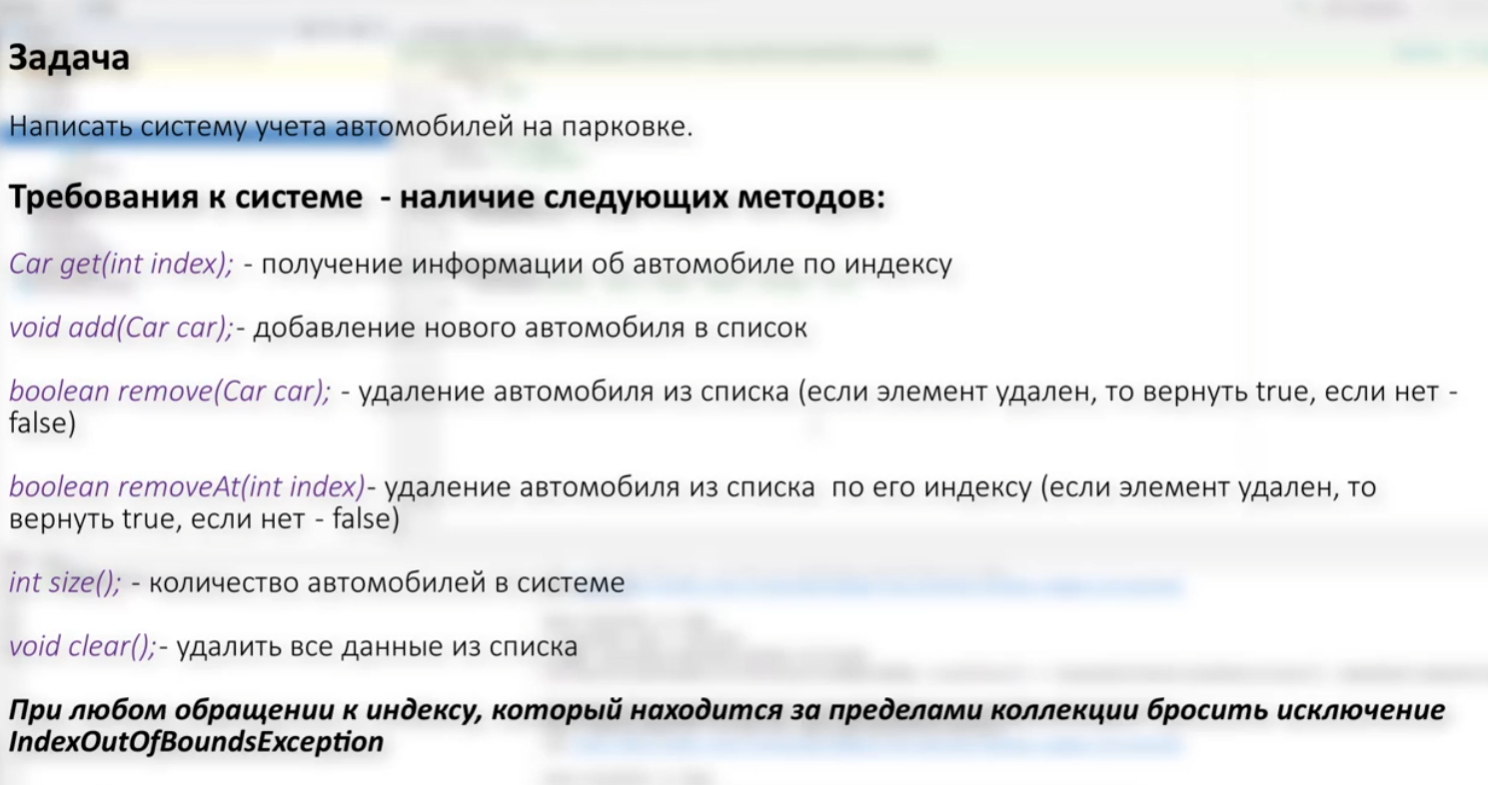 Задача
Написать систему учета автомобилей на парковке.
Требования к системе - наличие следующих методов:
Car get(int index); - получение информации об автомобиле по индексу
void add(Car car);- добавление нового автомобиля в список
boolean remove(Car car); - удаление автомобиля из списка (если элемент удален, то вернуть true, если нет -
false)
boolean removeAt(int index)- удаление автомобиля из списка по его индексу (если элемент удален, то
вернуть true, если нет - false)
int size(); - количество автомобилей в системе
void clear();- удалить все данные из списка
При любом обращении к индексу, который находится за пределами коллекции бросить исключение
IndexOutOfBoundsException